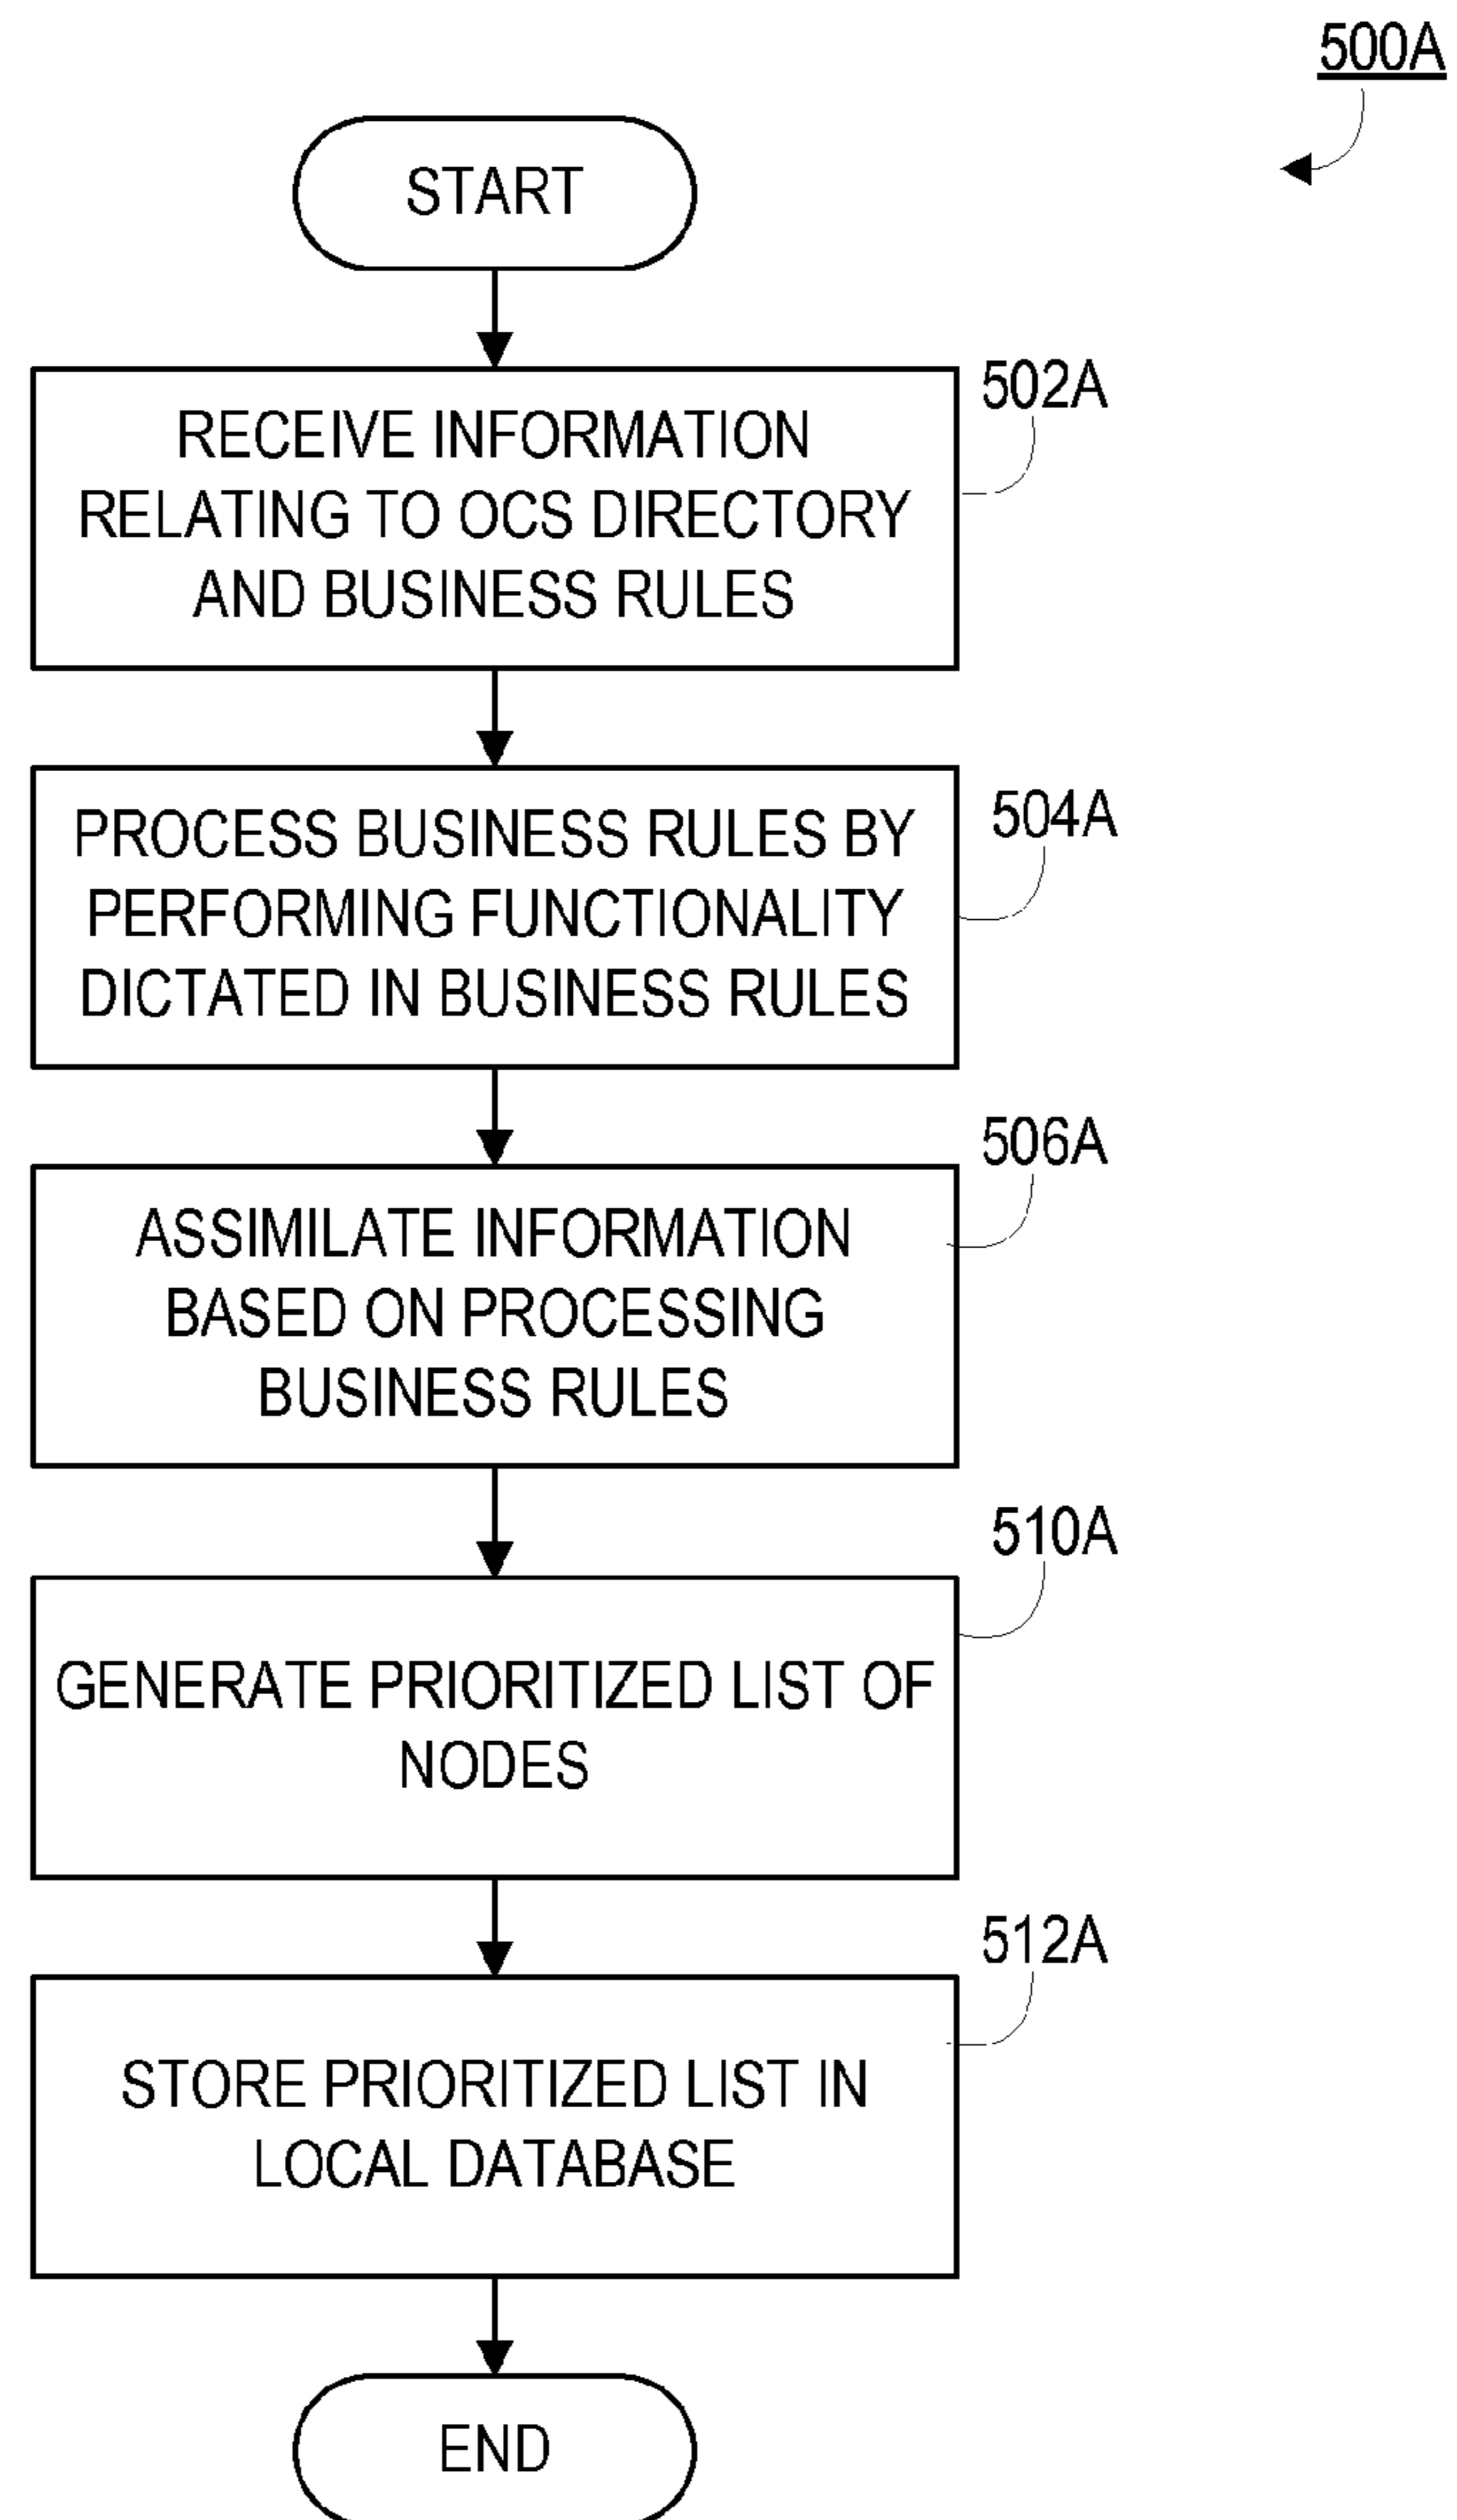 500A
START
502A
RECEIVE INFORMATION
RELATING TO OCS DIRECTORY
AND BUSINESS RULES
504A
PROCESS BUSINESS RULES BY
PERFORMING FUNCTIONALITY
DICTATED IN BUSINESS RULES
506A
ASSIMILATE INFORMATION
BASED ON PROCESSING
BUSINESS RULES
510A
GENERATE PRIORITIZED LIST OF
NODES
512A
STORE PRIORITIZED LIST IN
LOCAL DATABASE
END